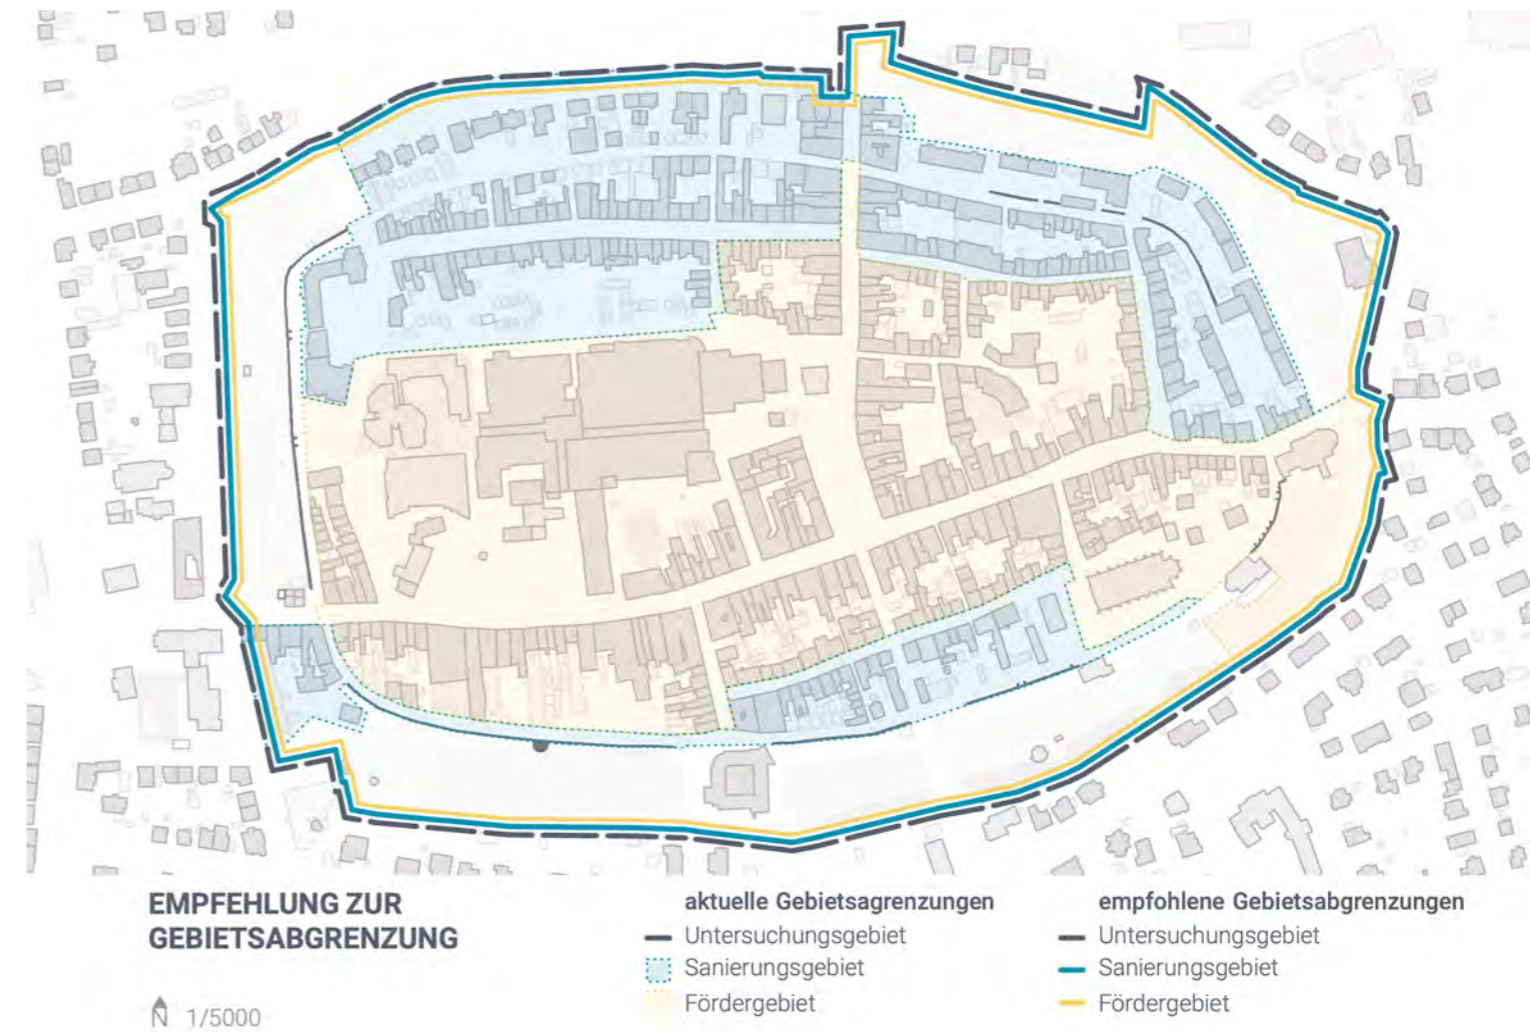 EMPFEHLUNG ZUR
GEBIETSABGRENZUNG
N 1/5000
aktuelle Gebietsagrenzungen
Untersuchungsgebiet
Sanierungsgebiet
Fördergebiet
empfohlene Gebietsabgrenzungen
Untersuchungsgebiet
Sanierungsgebiet
Fördergebiet